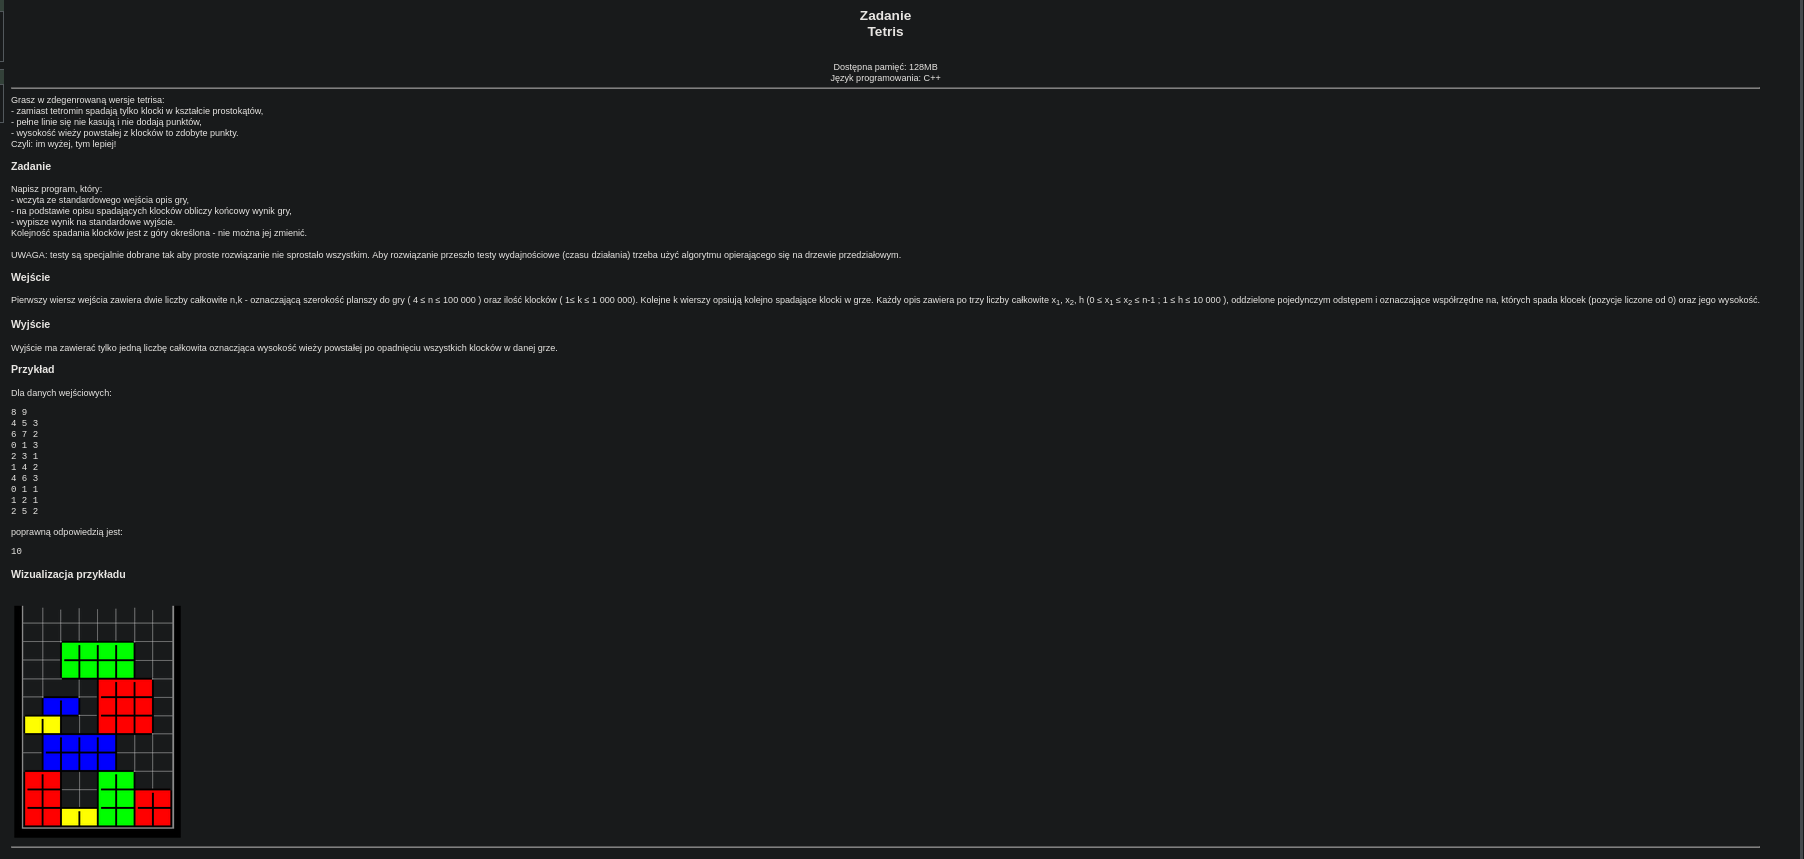 Zadanie
Tetris
Dostępna pamięć: 128MB
Język programowania: C++
Grasz w zdegenrowaną wersje tetrisa:
- zamiast tetromin spadają tylko klocki w kształcie prostokątów,
- pełne linie się nie kasują i nie dodają punktów,
- wysokość wieży powstałej z klocków to zdobyte punkty.
Czyli: im wyżej, tym lepiej!
Zadanie
Napisz program, który:
- wczyta ze standardowego wejścia opis gry,
- na podstawie opisu spadających klocków obliczy końcowy wynik gry,
- wypisze wynik na standardowe wyjście.
Kolejność spadania klocków jest z góry określona - nie można jej zmienić.
UWAGA: testy są specjalnie dobrane tak aby proste rozwiązanie nie sprostało wszystkim. Aby rozwiązanie przeszło testy wydajnościowe (czasu działania) trzeba użyć algorytmu opierającego się na drzewie przedziałowym.
Wejście
Pierwszy wiersz wejścia zawiera dwie liczby całkowite n,k - oznaczającą szerokość planszy do gry ( 4 ≤ n ≤ 100 000 ) oraz ilość klocków ( 1≤ k ≤ 1 000 000). Kolejne k wierszy opsiują kolejno spadające klocki w grze. Każdy opis zawiera po trzy liczby całkowite x1, x2, h (0 ≤ x1 ≤ x2 ≤ n-1 ; 1 ≤ h ≤ 10 000 ), oddzielone pojedynczym odstępem i oznaczające współrzędne na, których spada klocek (pozycje liczone od 0) oraz jego wysokość.
Wyjście
Wyjście ma zawierać tylko jedną liczbę całkowita oznaczjąca wysokość wieży powstałej po opadnięciu wszystkich klocków w danej grze.
Przykład
Dla danych wejściowych:
8 9
4 5 3
6 7 2
0 1 3
2 3 1
1 4 2
4 6 3
0 1 1
1 2 1
2 5 2
poprawną odpowiedzią jest:
10
Wizualizacja przykładu